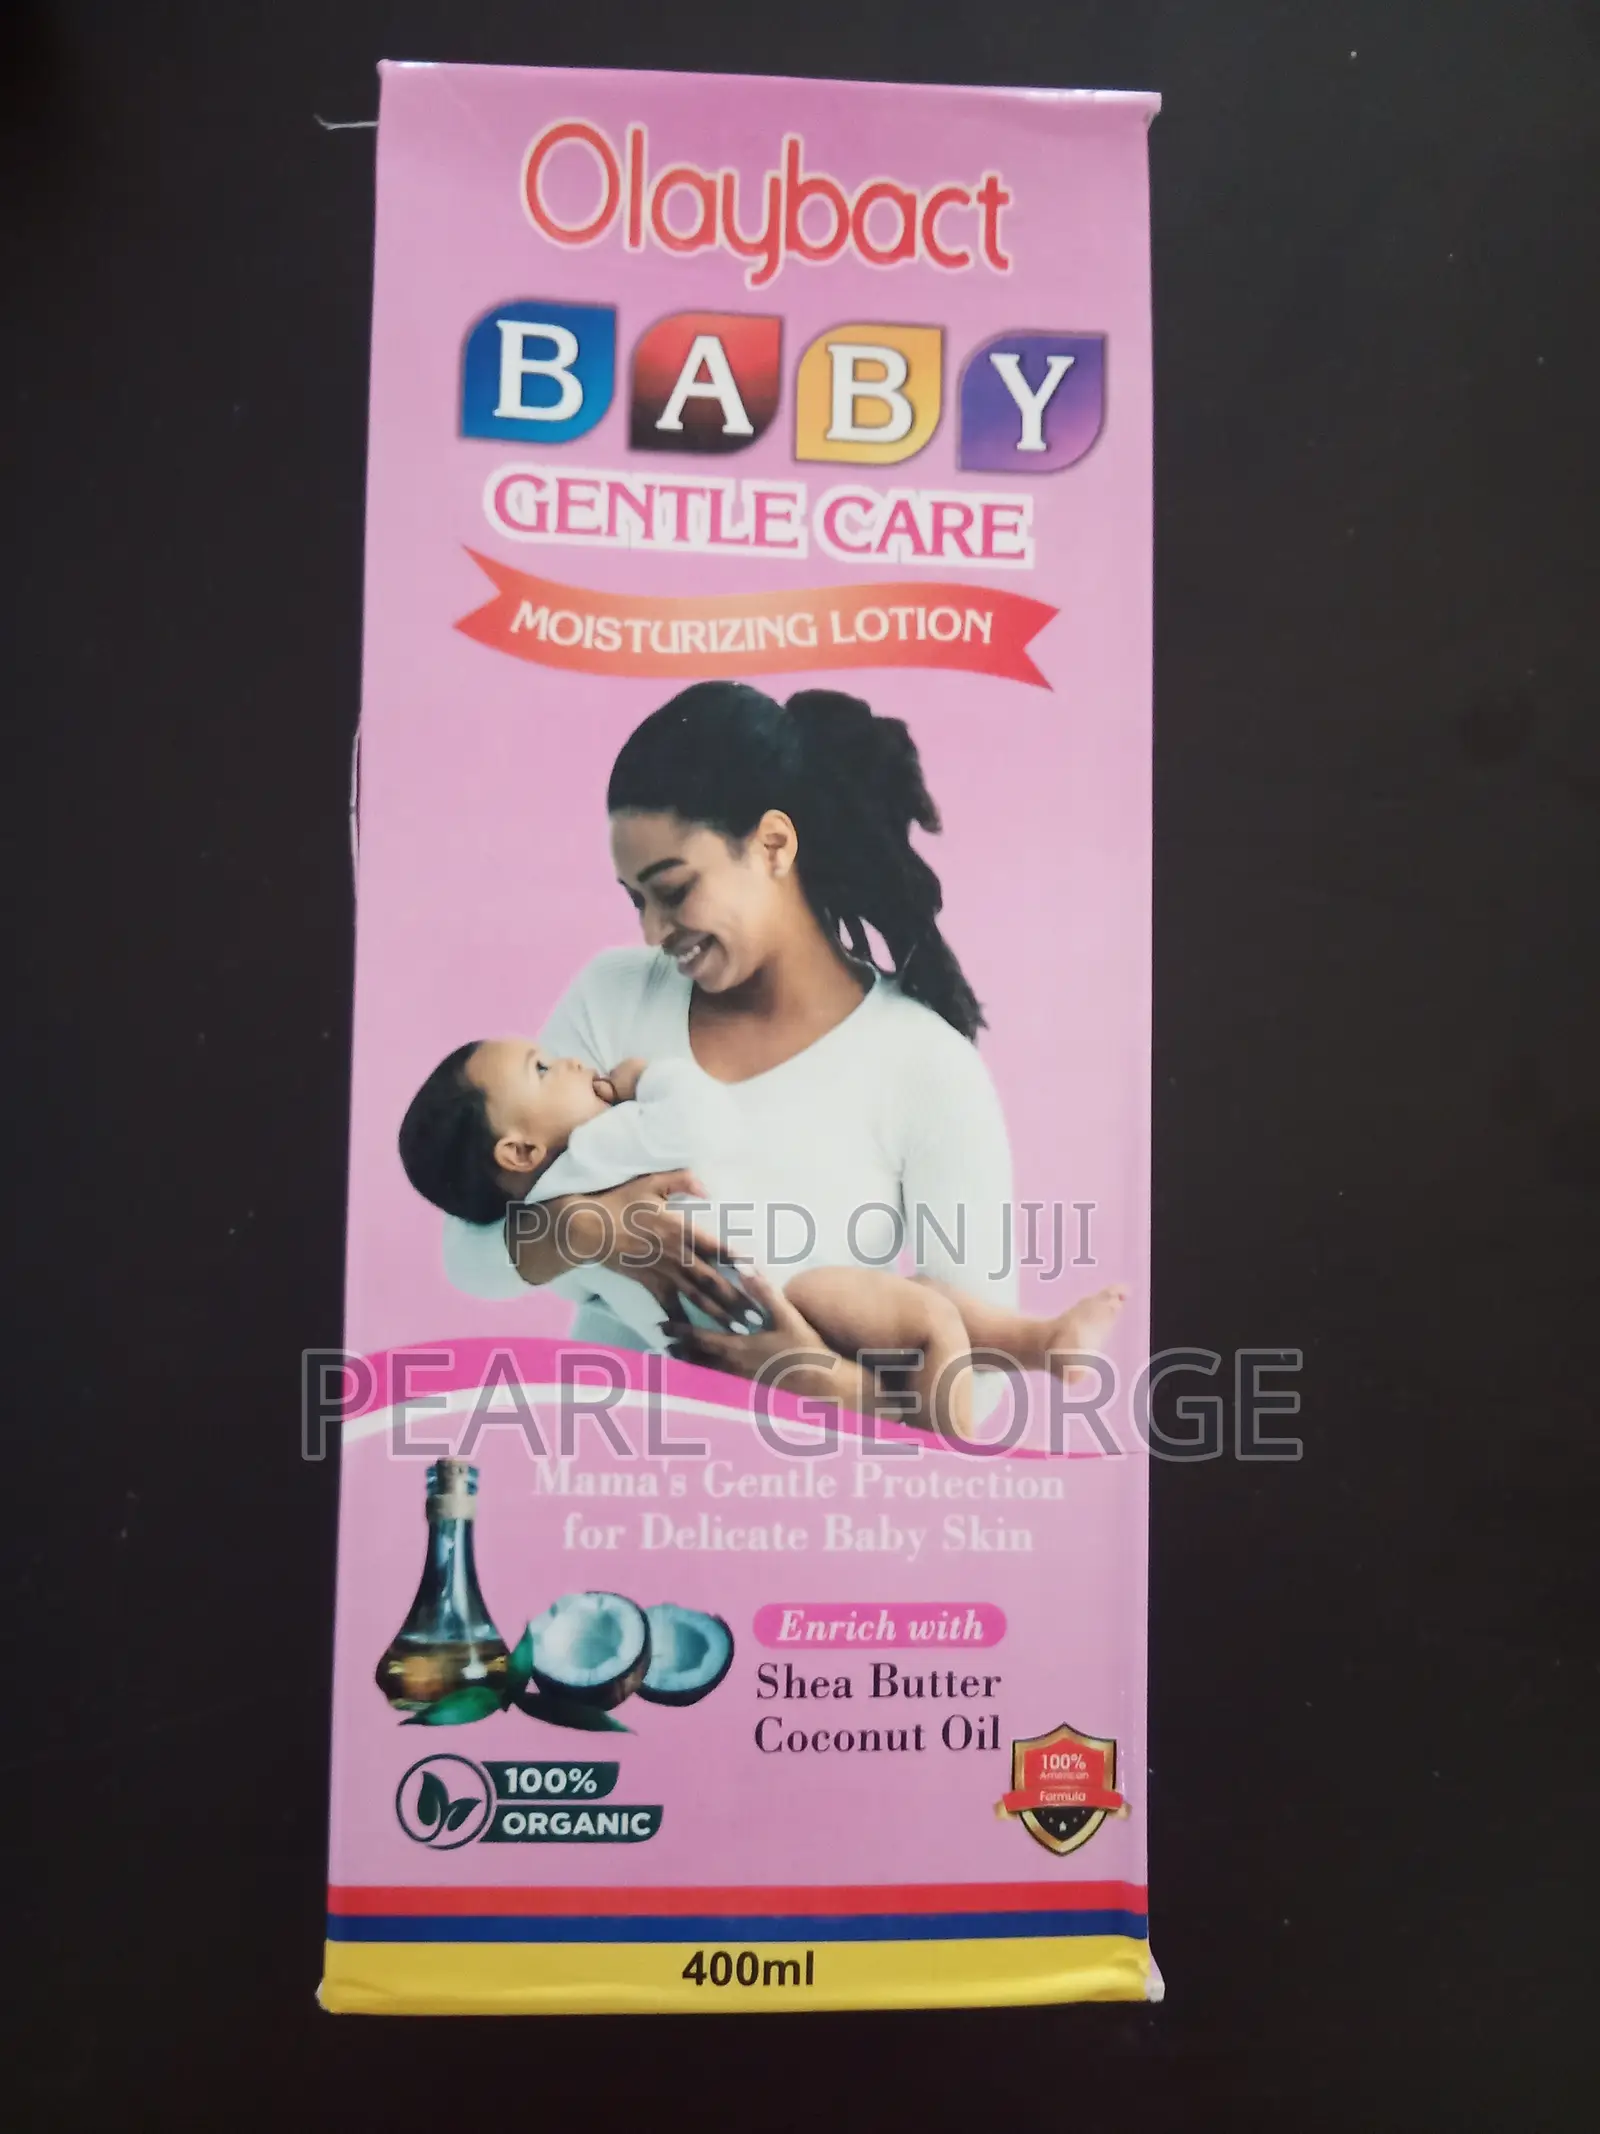 Olaybact
BABY
GENTLE CARE
MOISTURIZING LOTION
POSTED ON JIJI
PEARL GEORGE
Mama's Gentle Protection
for Delicate Baby Skin
Enrich with
Shea Butter
Coconut Oil
100%
American
Formula
100%
ORGANIC
400ml